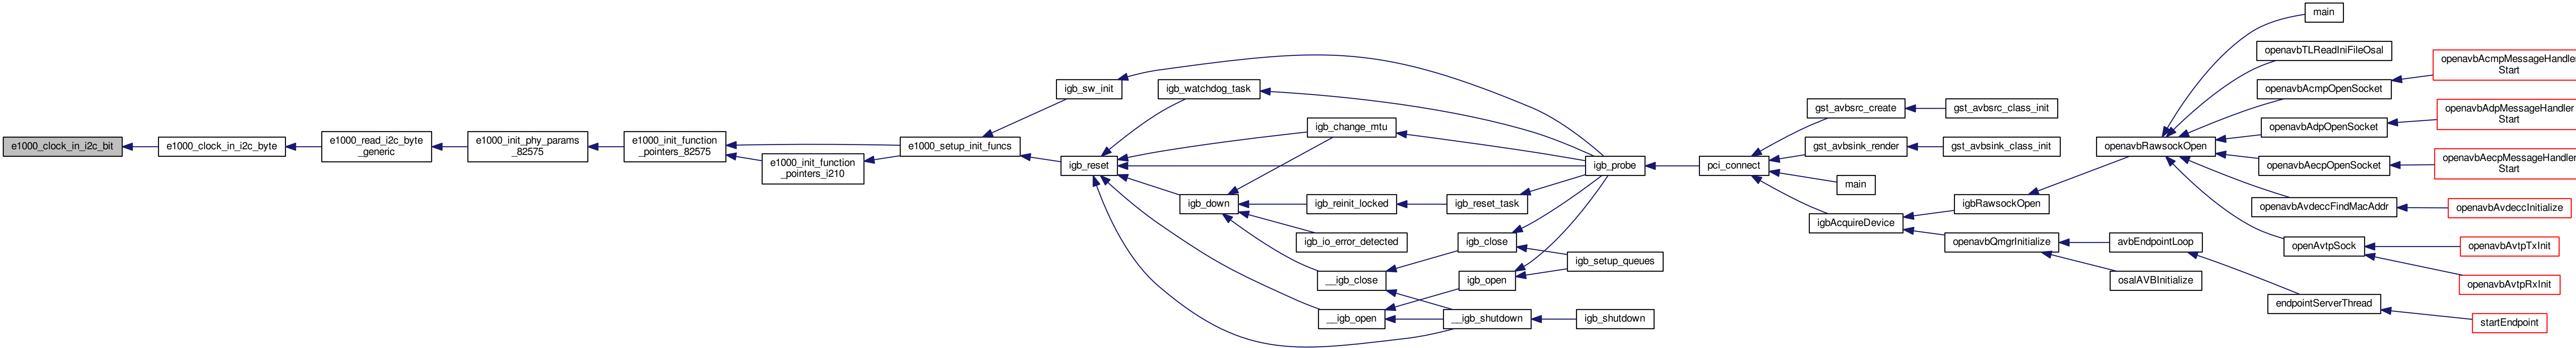 e1000_clock_in_i2c_bit
e1000_clock_in_i2c_byte
e1000_read_i2c_byte
_generic
e1000_init_phy_params
_82575
e1000_init_function
_pointers_82575
e1000_init_function
_pointers_i210
e1000_setup_init_funcs
igb_sw_init
igb_reset
igb_watchdog_task
igb_change_mtu
igb_down
igb_reinit_locked
igb_reset_task
igb_io_error_detected
igb_close
__igb_close
igb_setup_queues
igb_open
__igb_open
__igb_shutdown
igb_shutdown
igb_probe
pci_connect
gst_avbsrc_create
gst_avbsrc_class_init
gst_avbsink_render
gst_avbsink_class_init
main
igbAcquireDevice
igbRawsockOpen
openavbQmgrInitialize
avbEndpointLoop
osalAVBInitialize
endpointServerThread
startEndpoint
openavbRawsockOpen
main
openavbTLReadIniFileOsal
openavbAcmpOpenSocket
openavbAcmpMessageHandler
Start
openavbAdpOpenSocket
openavbAdpMessageHandler
Start
openavbAecpOpenSocket
openavbAecpMessageHandler
Start
openavbAvdeccFindMacAddr
openavbAvdeccInitialize
openAvtpSock
openavbAvtpTxInit
openavbAvtpRxInit